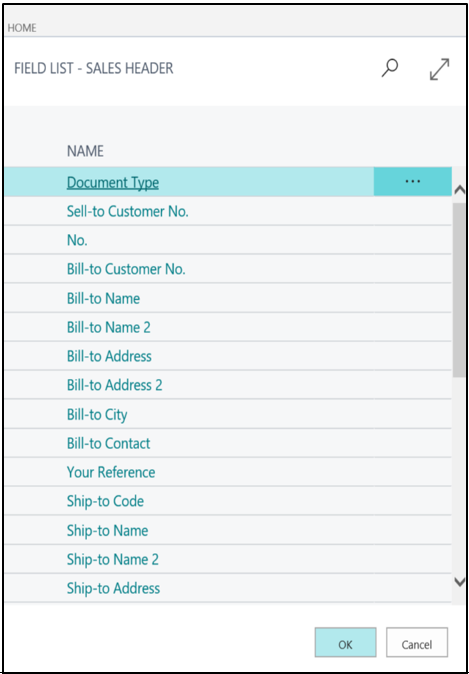 HOME
FIELD LIST - SALES HEADER
NAME
Document Type ...
Sell-to Customer No.
No.
Bill-to Customer No.
Bill-to Name
Bill-to Name 2
Bill-to Address
Bill-to Address 2
Bill-to City
Bill-to Contact
Your Reference
Ship-to Code
Ship-to Name
Ship-to Name 2
Ship-to Address
OK Cancel